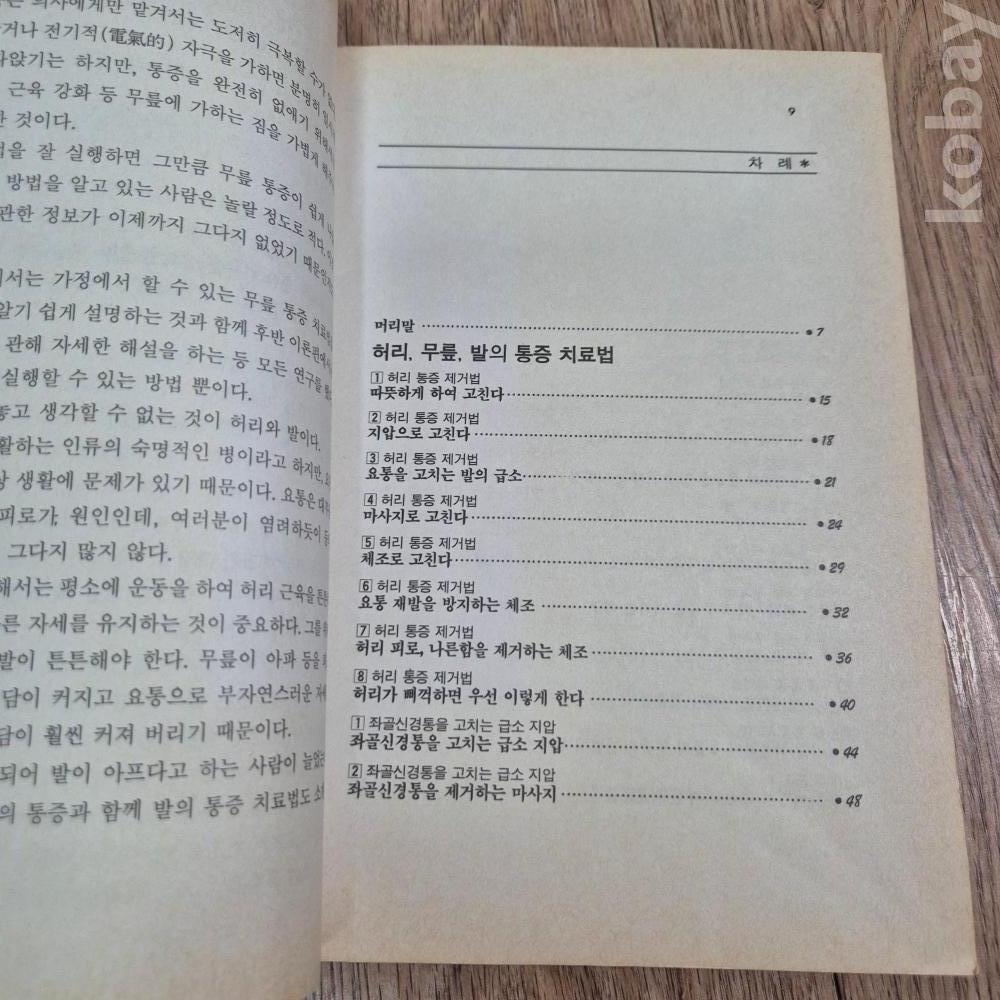 의사에게만 맡겨서는 도저히 극복할 수가
거나 전기적(電氣的) 자극을 가하면 분명히
앉기는 하지만, 통증을 완전히 없애기 위해서
근육 강화 등 무릎에 가하는 짐을 가볍게
한 것이다.
을 잘 실행하면 그만큼 무릎 통증이 쉽게
방법을 알고 있는 사람은 놀랄 정도로 적다.
관한 정보가 이제까지 그다지 없었기 때문인지도
서는 가정에서 할 수 있는 무릎 통증 치료
알기 쉽게 설명하는 것과 함께 후반 이론편에서
관해 자세한 해설을 하는 등 모든 연구를
실행할 수 있는 방법 뿐이다.
놓고 생각할 수 없는 것이 허리와 발이다.
활하는 인류의 숙명적인 병이라고 하지만,
상 생활에 문제가 있기 때문이다. 요통은
피로가 원인인데, 여러분이 염려하듯이
그다지 많지 않다.
해서는 평소에 운동을 하여 허리 근육을
른 자세를 유지하는 것이 중요하다.
발이 튼튼해야 한다. 무릎이 아파 등을
담이 커지고 요통으로 부자연스러운
담이 훨씬 커져 버리기 때문이다.
되어 발이 아프다고 하는 사람이
의 통증과 함께 발의 통증 치료법도
9
차 례 *
머리말 7
허리, 무릎, 발의 통증 치료법
1 허리 통증 제거법
따뜻하게 하여 고친다 15
2 허리 통증 제거법
지압으로 고친다 18
3 허리 통증 제거법
요통을 고치는 발의 급소 21
4 허리 통증 제거법
마사지로 고친다 24
5 허리 통증 제거법
체조로 고친다 29
6 허리 통증 제거법
요통 재발을 방지하는 체조 32
7 허리 통증 제거법
허리 피로, 나른함을 제거하는 체조 36
8 허리 통증 제거법
허리가 삐꺽하면 우선 이렇게 한다 40
1 좌골신경통을 고치는 급소 지압
좌골신경통을 고치는 급소 지압 44
2 좌골신경통을 고치는 급소 지압
좌골신경통을 제거하는 마사지 48
kobay